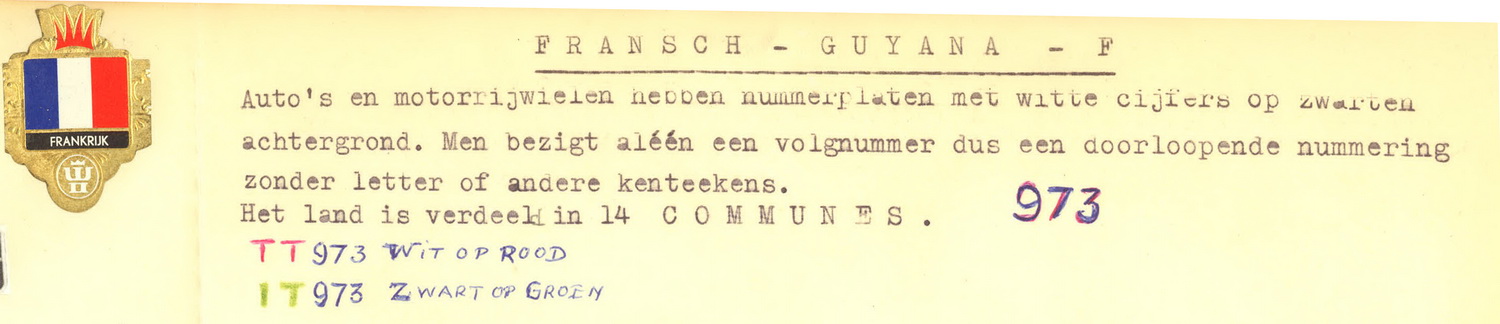 FRANSCH - GUYANA - F
FRANKRIJK
Auto's en motorrijwielen hebben nummerplaten met witte cijfers op zwarten
achtergrond. Men bezigt aléén een volgnummer dus een doorloopende nummering
zonder letter of andere kenteekens.
Het land is verdeeld in 14 COMMUNES. 973
TT 973 WIT OP ROOD
IT 973 ZWART OP GROEN